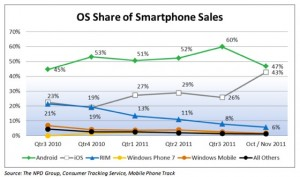 OS Share of Smartphone Sales
70%
60%
50%
40%
30%
20%
10%
0%
45%
53%
51%
52%
60%
47%
43%
23%
19%
27%
29%
26%
21%
19%
13%
11%
8%
6%
Qtr3 2010
Qtr4 2010
Qtr1 2011
Qtr2 2011
Qtr3 2011
Oct / Nov 2011
Android
iOS
RIM
Windows Phone 7
Windows Mobile
All Others
Source: The NPD Group, Consumer Tracking Service, Mobile Phone Track